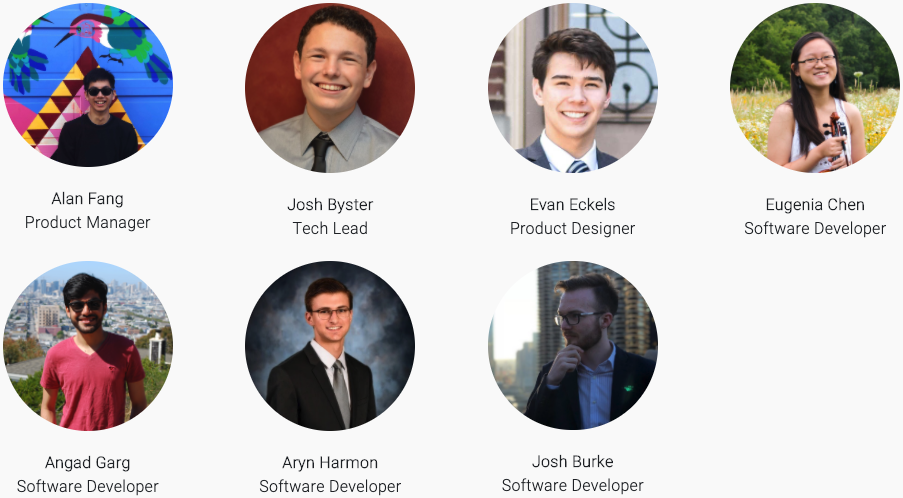 Alan Fang
Product Manager
Josh Byster
Tech Lead
Evan Eckels
Product Designer
Eugenia Chen
Software Developer
Angad Garg
Software Developer
Aryn Harmon
Software Developer
Josh Burke
Software Developer